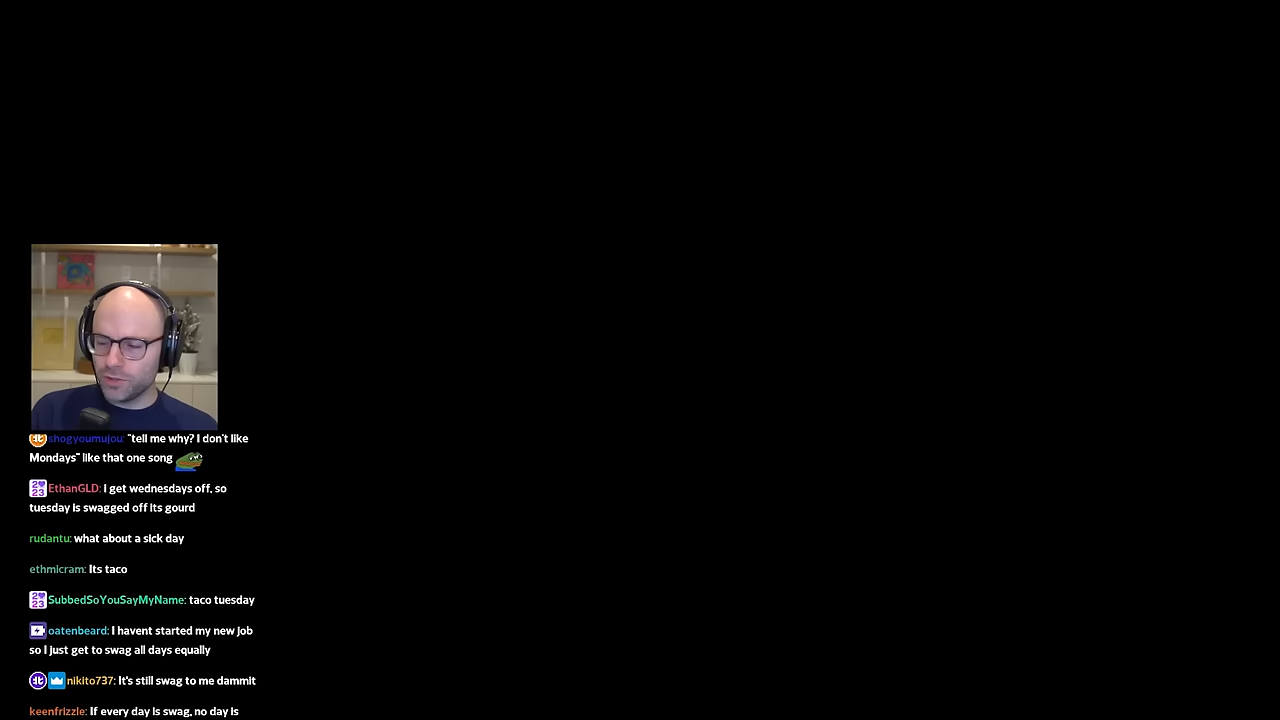 shogyoumujou: "tell me why? I don't like
Mondays" like that one song
EthanGLD: i get wednesdays off, so
tuesday is swagged off its gourd
rudantu: what about a sick day
ethmicram: Its taco
SubbedSoYouSayMyName: taco tuesday
oatenbeard: I havent started my new job
so I just get to swag all days equally
nikito737: It's still swag to me dammit
keenfrizzle: If every day is swag, no day is